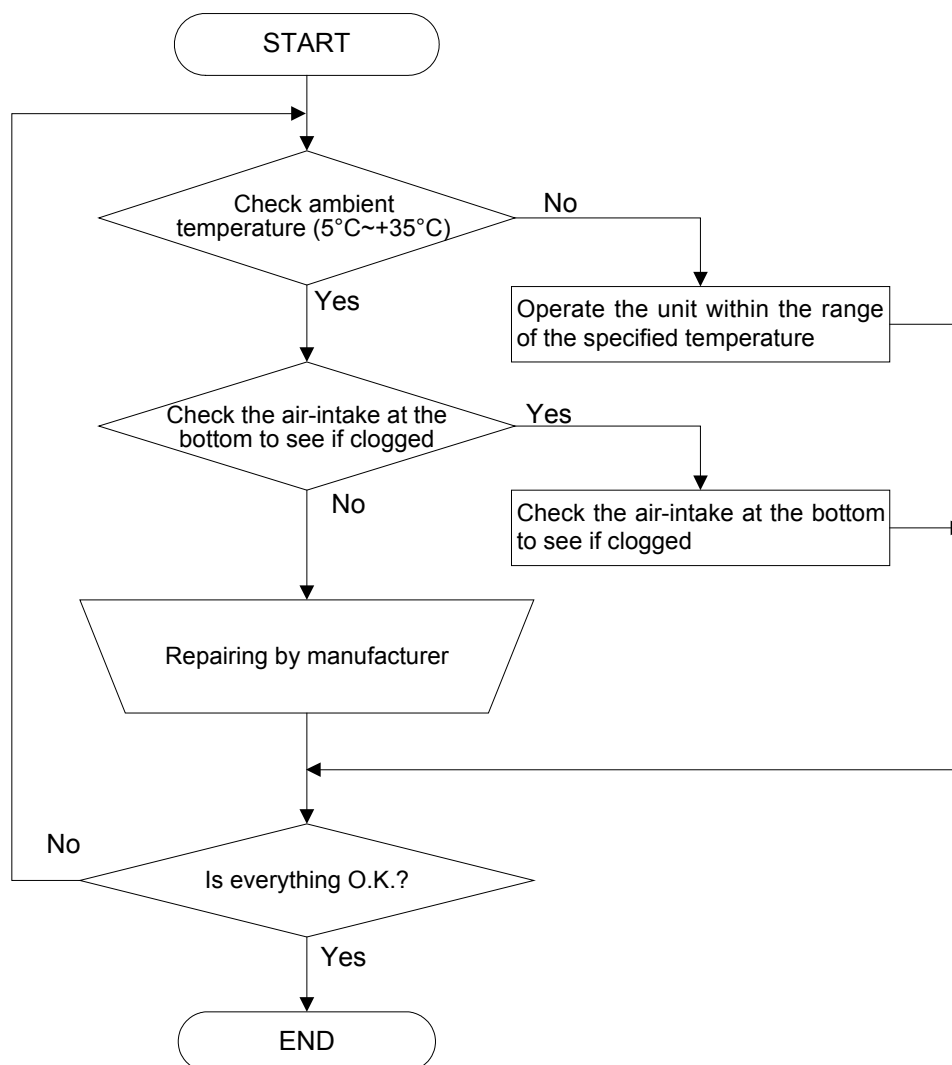 START
Check ambient
temperature (5°C~+35°C)
No
Yes
Operate the unit within the range
of the specified temperature
Check the air-intake at the
bottom to see if clogged
Yes
No
Check the air-intake at the bottom
to see if clogged
Repairing by manufacturer
No
Is everything O.K.?
Yes
END